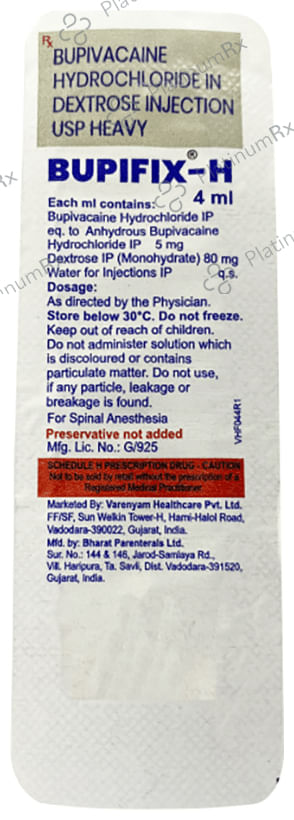 Rx
BUPIVACAINE
HYDROCHLORIDE IN
DEXTROSE INJECTION
USP HEAVY
BUPIFIX-H®
4 ml
Each ml contains:
Bupivacaine Hydrochloride IP
eq. to Anhydrous Bupivacaine
Hydrochloride IP 5 mg
Dextrose IP (Monohydrate) 80 mg
Water for Injections IP q.s.
Dosage:
As directed by the Physician.
Store below 30°C. Do not freeze.
Keep out of reach of children.
Do not administer solution which
is discoloured or contains
particulate matter. Do not use,
if any particle, leakage or
breakage is found.
For Spinal Anesthesia
Preservative not added
Mfg. Lic. No.: G/925
VHF044R1
SCHEDULE H PRESCRIPTION DRUG - CAUTION
Not to be sold by retail without the prescription of a
Registered Medical Practitioner
Marketed By: Varenyam Healthcare Pvt. Ltd.
FF/SF, Sun Welkin Tower-H, Harni-Halol Road,
Vadodara-390022, Gujarat, India.
Mfd. by: Bharat Parenterals Ltd.
Sur. No.: 144 & 146, Jarod-Samlaya Rd.,
Vill. Haripura, Ta. Savli, Dist. Vadodara-391520,
Gujarat, India.
PlatinumRx